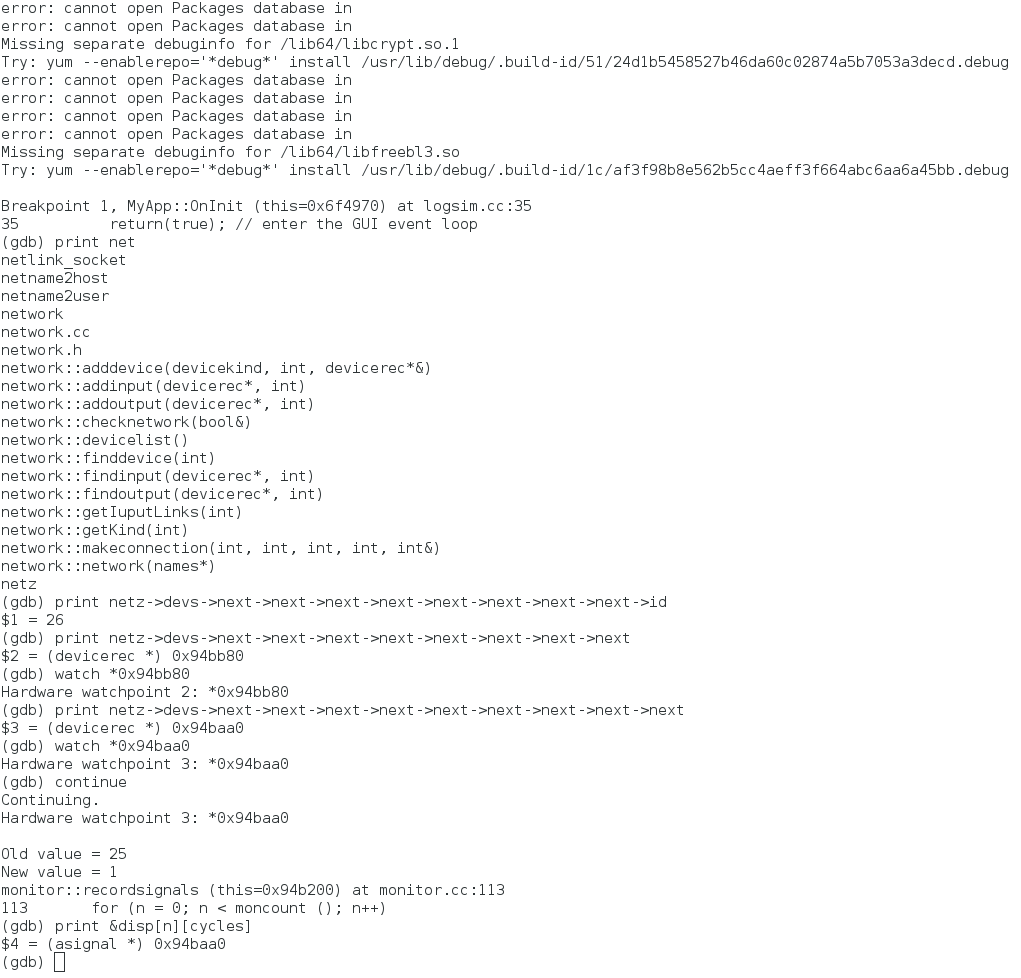 error: cannot open Packages database in
error: cannot open Packages database in
Missing separate debuginfo for /lib64/libcrypt.so.1
Try: yum --enablerepo='*debug*' install /usr/lib/debug/.build-id/51/24d1b5458527b46da60c02874a5b7053a3decd.debug
error: cannot open Packages database in
error: cannot open Packages database in
error: cannot open Packages database in
error: cannot open Packages database in
Missing separate debuginfo for /lib64/libfreebl3.so
Try: yum --enablerepo='*debug*' install /usr/lib/debug/.build-id/1c/af3f98b8e562b5cc4aeff3f664abc6aa6a45bb.debug

Breakpoint 1, MyApp::OnInit (this=0x6f4970) at logsim.cc:35
35          return(true); // enter the GUI event loop
(gdb) print net
netlink_socket
netname2host
netname2user
network
network.cc
network.h
network::adddevice(devicekind, int, devicerec*&)
network::addinput(devicerec*, int)
network::addoutput(devicerec*, int)
network::checknetwork(bool&)
network::devicelist()
network::finddevice(int)
network::findinput(devicerec*, int)
network::findoutput(devicerec*, int)
network::getIuputLinks(int)
network::getKind(int)
network::makeconnection(int, int, int, int, int&)
network::network(names*)
netz
(gdb) print netz->devs->next->next->next->next->next->next->next->next->id
$1 = 26
(gdb) print netz->devs->next->next->next->next->next->next->next->next
$2 = (devicerec *) 0x94bb80
(gdb) watch *0x94bb80
Hardware watchpoint 2: *0x94bb80
(gdb) print netz->devs->next->next->next->next->next->next->next->next->next
$3 = (devicerec *) 0x94baa0
(gdb) watch *0x94baa0
Hardware watchpoint 3: *0x94baa0
(gdb) continue
Continuing.
Hardware watchpoint 3: *0x94baa0

Old value = 25
New value = 1
monitor::recordsignals (this=0x94b200) at monitor.cc:113
113       for (n = 0; n < moncount (); n++)
(gdb) print &disp[n][cycles]
$4 = (asignal *) 0x94baa0
(gdb)